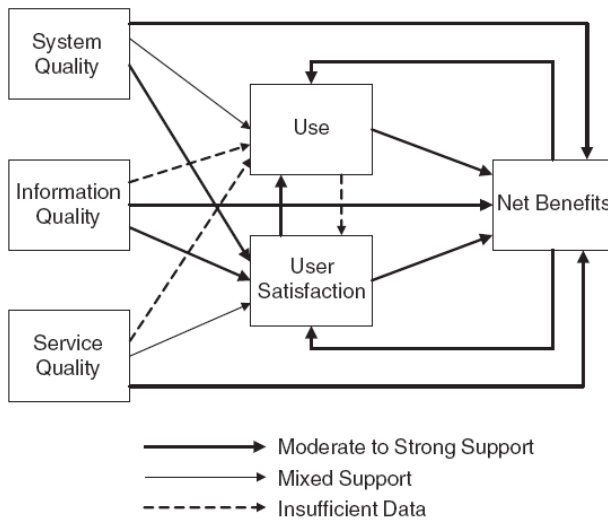 System
Quality
Use
Information
Quality
Net Benefits
User
Satisfaction
Service
Quality
Moderate to Strong Support
Mixed Support
Insufficient Data